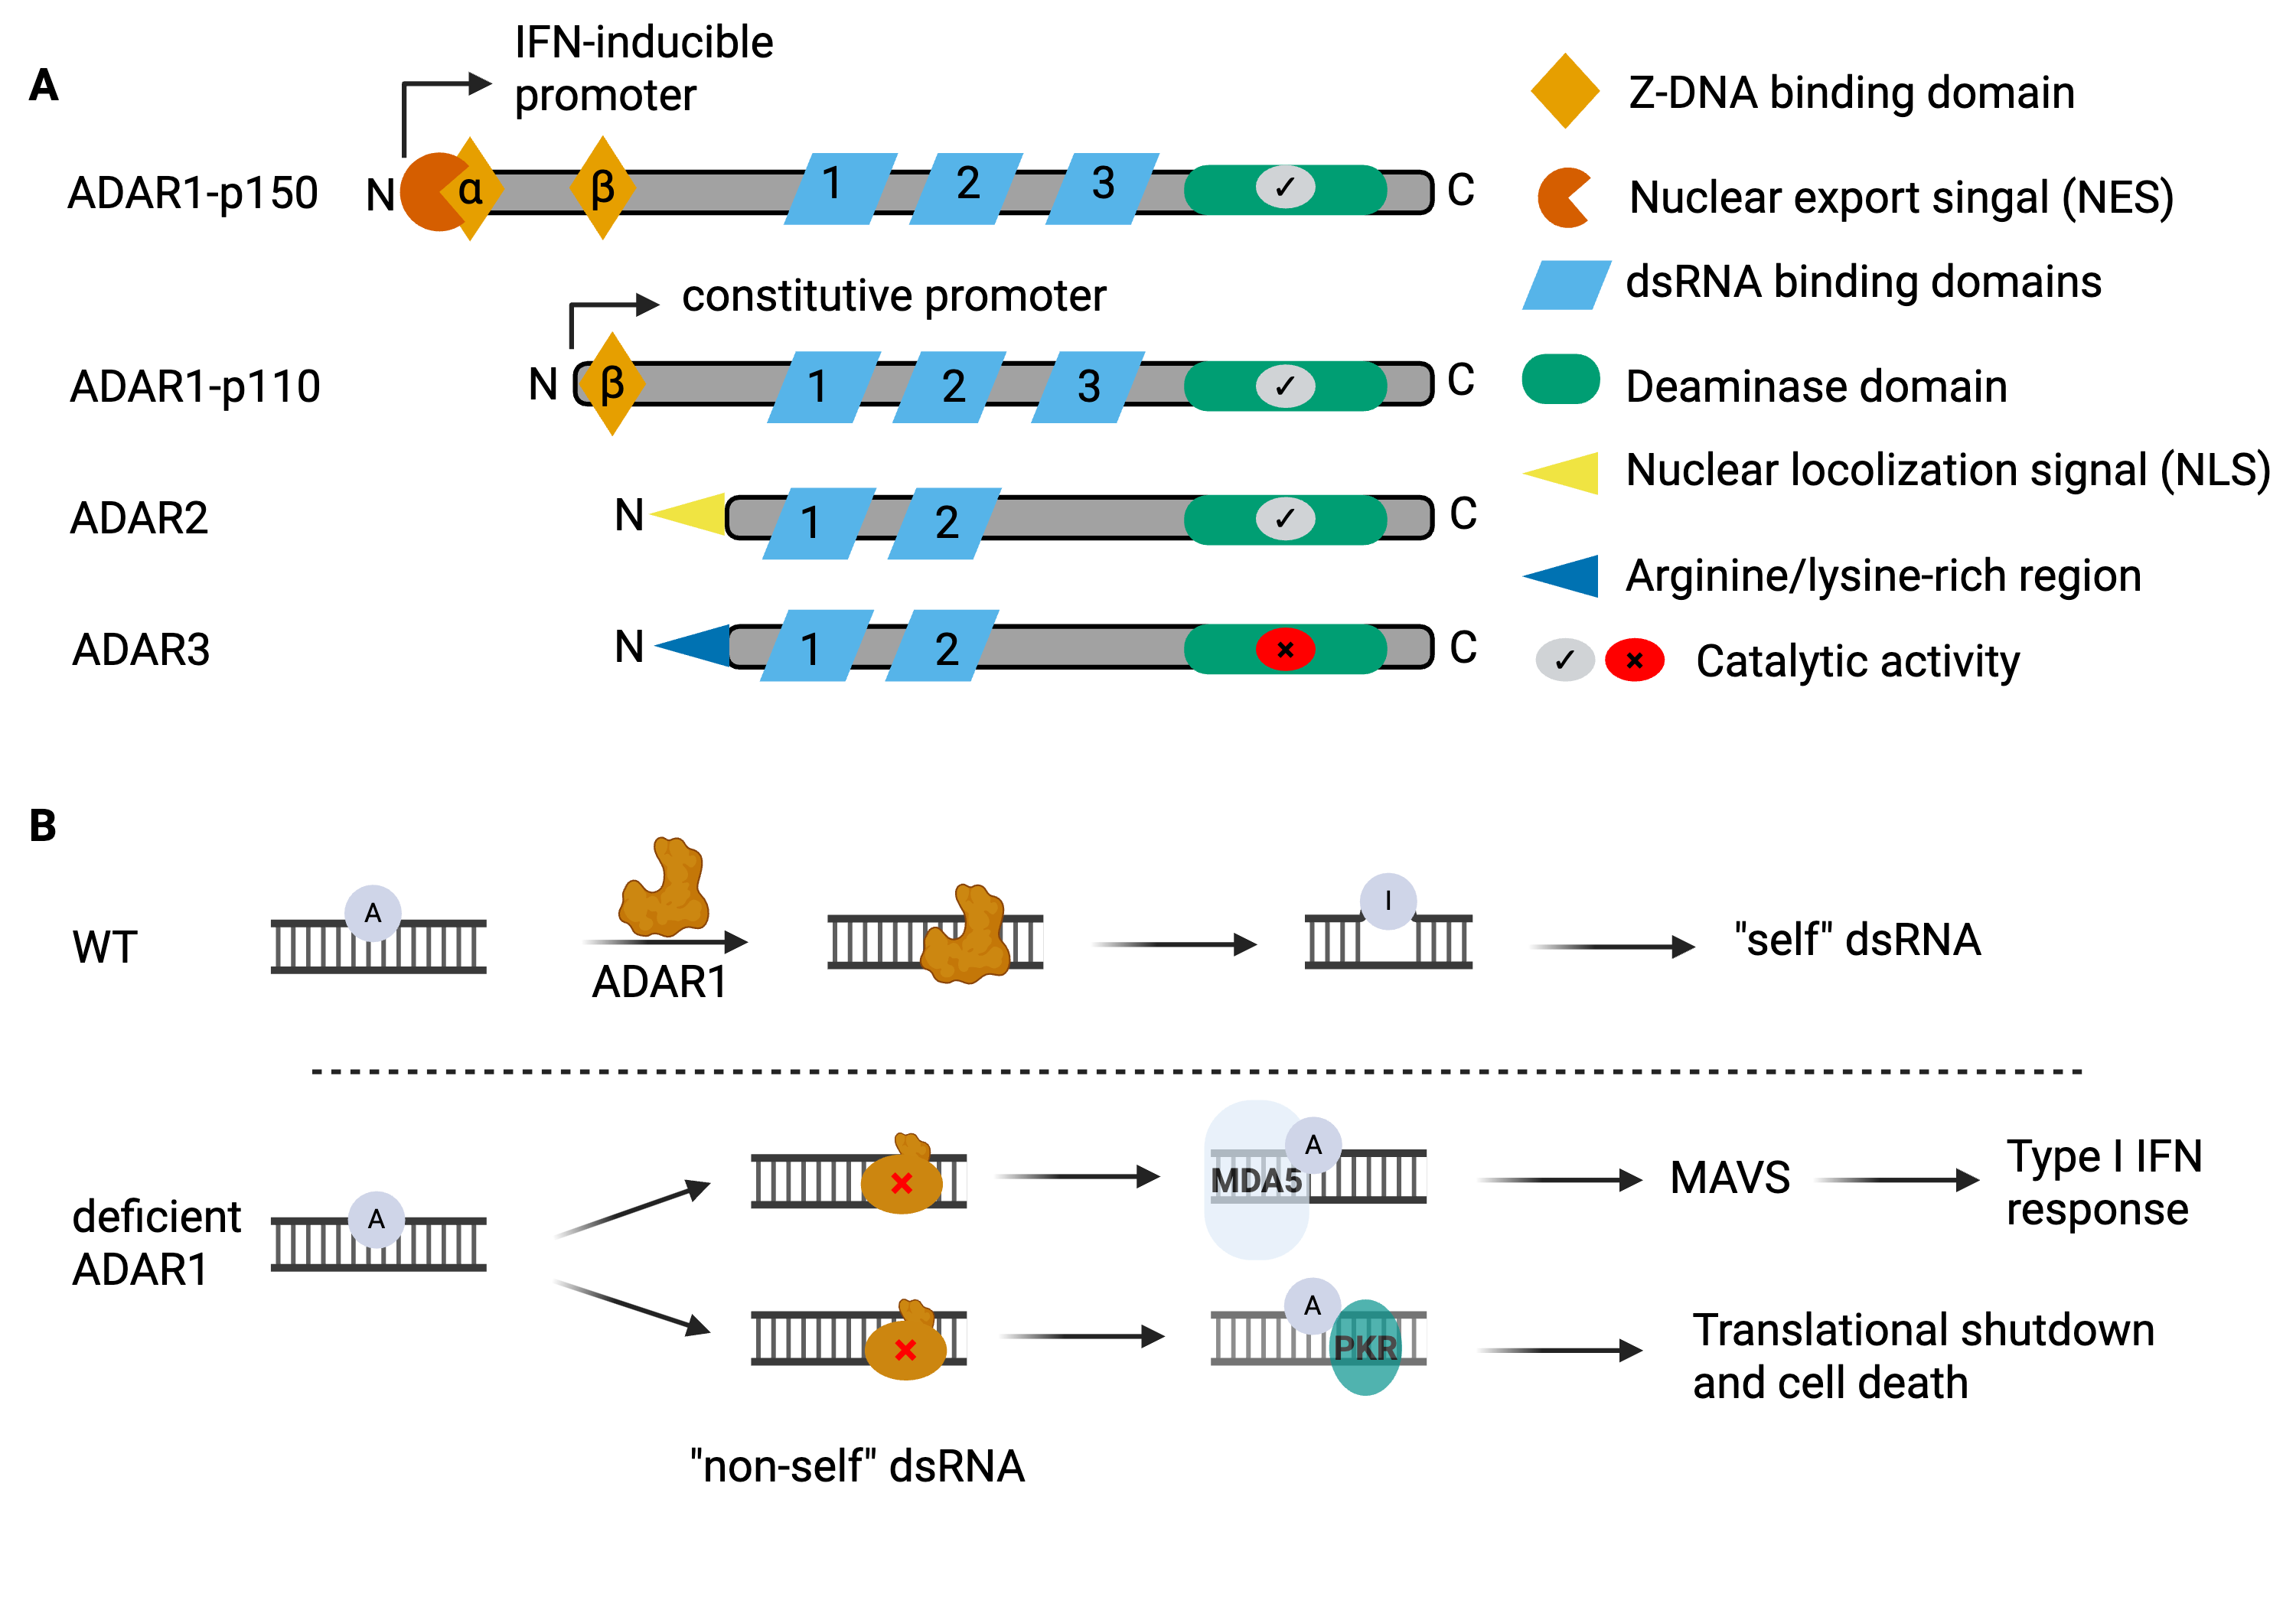 A
IFN-inducible
promoter
ADAR1-p150
N
α
β
1
2
3
✓
C
constitutive promoter
ADAR1-p110
N
β
1
2
3
✓
C
ADAR2
N
1
2
✓
C
ADAR3
N
1
2
×
C
Z-DNA binding domain
Nuclear export singal (NES)
dsRNA binding domains
Deaminase domain
Nuclear locolization signal (NLS)
Arginine/lysine-rich region
✓ × Catalytic activity
B
WT
A
ADAR1
I
"self" dsRNA
deficient
ADAR1
A
×
MDA5
A
MAVS
Type I IFN
response
×
A
PKR
Translational shutdown
and cell death
"non-self" dsRNA